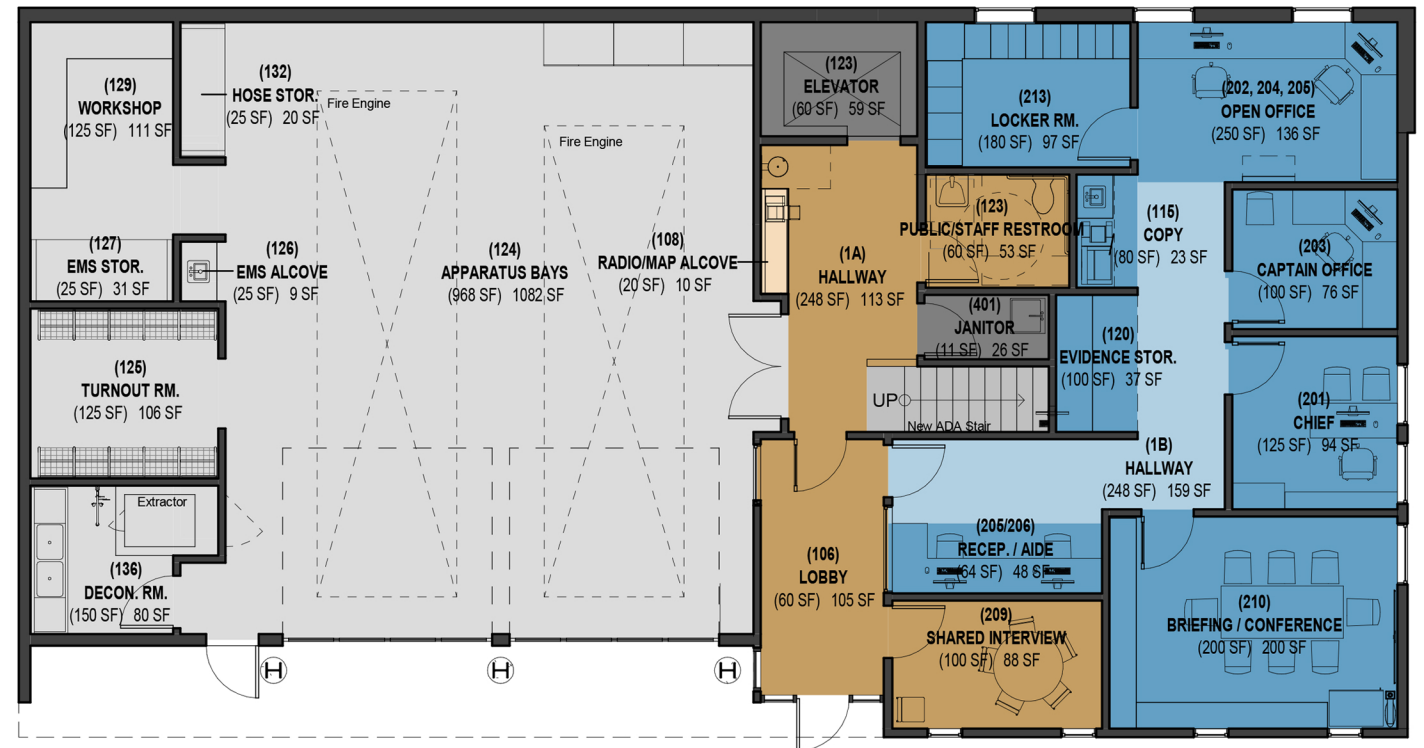 (129)
WORKSHOP
(125 SF) 111 SF
(132)
HOSE STOR.
(25 SF) 20 SF
Fire Engine
Fire Engine
(123)
ELEVATOR
(60 SF) 59 SF
(213)
LOCKER RM.
(180 SF) 97 SF
(202, 204, 205)
OPEN OFFICE
(250 SF) 136 SF
(127)
EMS STOR.
(25 SF) 31 SF
(126)
EMS ALCOVE
(25 SF) 9 SF
(124)
APPARATUS BAYS
(968 SF) 1082 SF
(108)
RADIO/MAP ALCOVE
(20 SF) 10 SF
(1A)
HALLWAY
(248 SF) 113 SF
(123)
PUBLIC/STAFF RESTROOM
(60 SF) 53 SF
(115)
COPY
(80 SF) 23 SF
(203)
CAPTAIN OFFICE
(100 SF) 76 SF
(401)
JANITOR
(11 SF) 26 SF
(120)
EVIDENCE STOR.
(100 SF) 37 SF
(125)
TURNOUT RM.
(125 SF) 106 SF
UP
New ADA Stair
(201)
CHIEF
(125 SF) 94 SF
(1B)
HALLWAY
(248 SF) 159 SF
Extractor
(136)
DECON. RM.
(150 SF) 80 SF
(106)
LOBBY
(60 SF) 105 SF
(205/206)
RECEP. / AIDE
(64 SF) 48 SF
(209)
SHARED INTERVIEW
(100 SF) 88 SF
(210)
BRIEFING / CONFERENCE
(200 SF) 200 SF
H
H
H